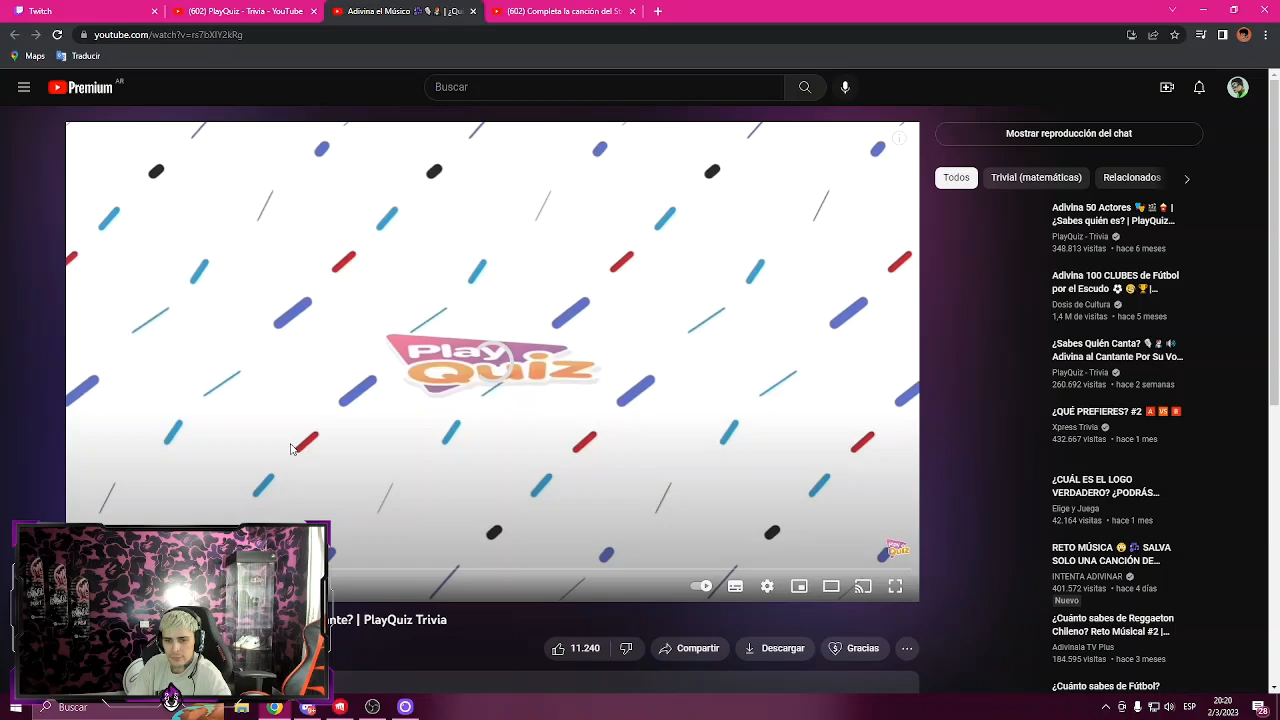 Twitch
(602) PlayQuiz - Trivia - YouTube
Adivina el Músico
(602) Completa la canción del St
youtube.com/watch?v=rs7bXlY2kRg
Maps
Traducir
Premium
AR
Buscar
Play
Quiz
Play
Quiz
nte? | PlayQuiz Trivia
11.240
Compartir
Descargar
Gracias
Mostrar reproducción del chat
Todos
Trivial (matemáticas)
Relacionados
Adivina 50 Actores |
¿Sabes quién es? | PlayQuiz...
PlayQuiz - Trivia
348.813 visitas • hace 6 meses
Adivina 100 CLUBES de Fútbol
por el Escudo |...
Dosis de Cultura
1,4 M de visitas • hace 5 meses
¿Sabes Quién Canta?
Adivina al Cantante Por Su Vo...
PlayQuiz - Trivia
260.692 visitas • hace 2 semanas
¿QUÉ PREFIERES? #2 A VS B
Xpress Trivia
432.667 visitas • hace 1 mes
¿CUÁL ES EL LOGO
VERDADERO? ¿PODRÁS...
Elige y Juega
42.164 visitas • hace 1 mes
RETO MÚSICA SALVA
SOLO UNA CANCIÓN DE...
INTENTA ADIVINAR
401.572 visitas • hace 4 días
Nuevo
¿Cuánto sabes de Reggaeton
Chileno? Reto Músical #2 |...
Adivinala TV Plus
184.595 visitas • hace 3 meses
¿Cuánto sabes de Fútbol?
Buscar
ESP
20:20
2/3/2023
28